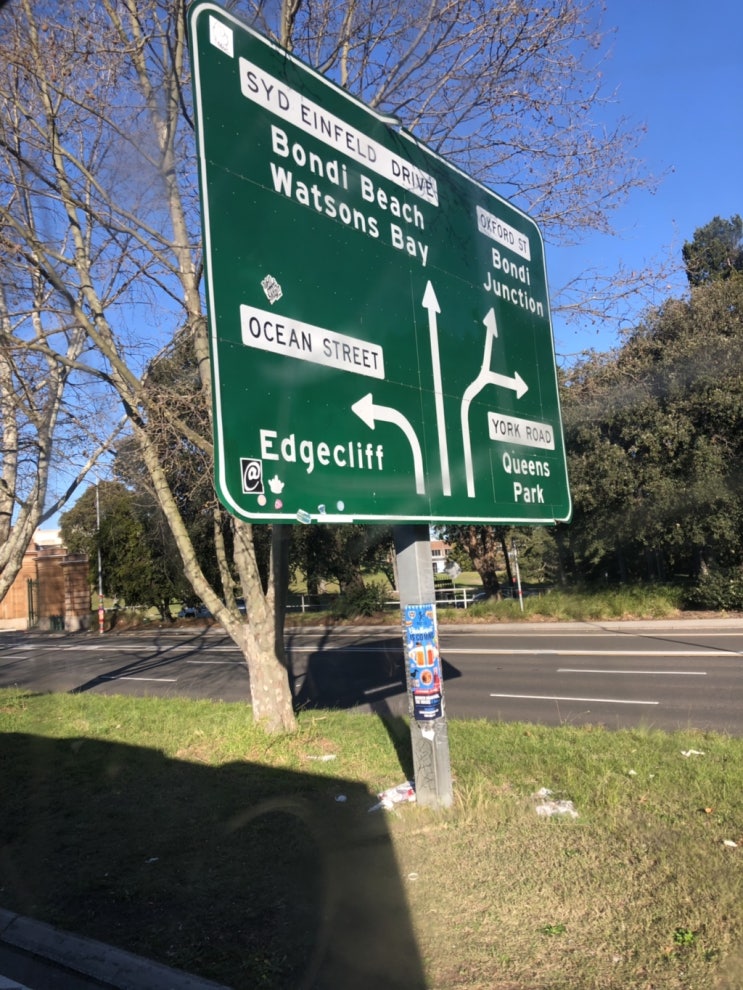 SYD EINFELD DRIVE
Bondi Beach
Watsons Bay
OXFORD ST
Bondi
Junction
OCEAN STREET
Edgecliff
YORK ROAD
Queens
Park
@